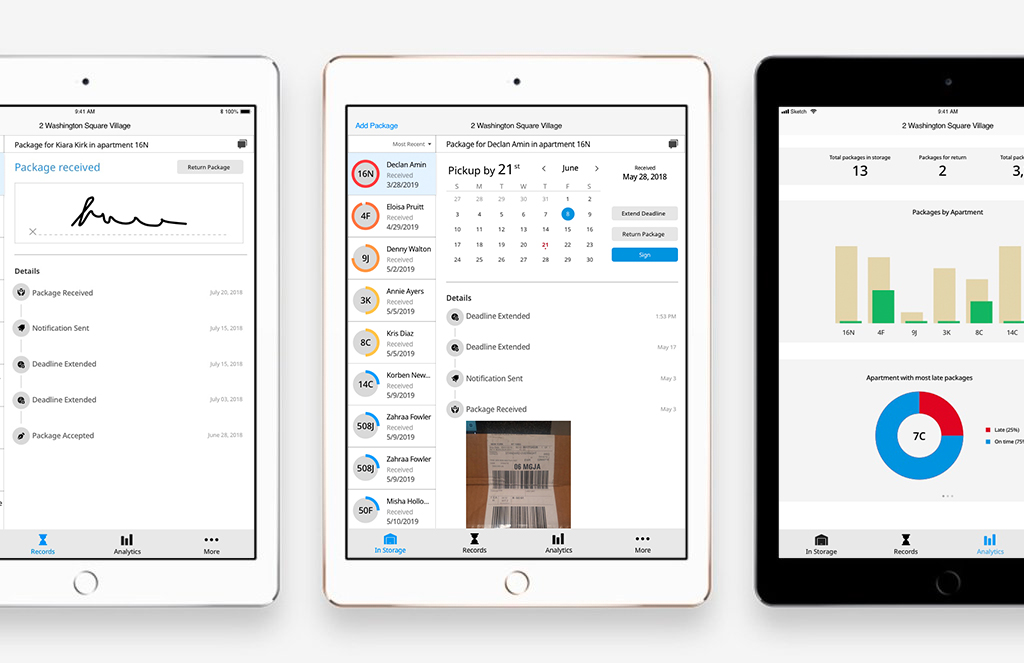 9:41 AM
100%
2 Washington Square Village
Package for Kiara Kirk in apartment 16N
Package received
Return Package
Details
Package Received
July 20, 2018
Notification Sent
July 15, 2018
Deadline Extended
July 15, 2018
Deadline Extended
July 03, 2018
Package Accepted
June 28, 2018
Records
Analytics
More
Add Package
2 Washington Square Village
Most Recent
Package for Declan Amin in apartment 16N
16N
Declan Amin
Received
3/28/2019
4F
Eloisa Pruitt
Received
4/29/2019
9J
Denny Walton
Received
5/2/2019
3K
Annie Ayers
Received
5/5/2019
8C
Kris Diaz
Received
5/5/2019
14C
Korben New...
Received
5/9/2019
508J
Zahraa Fowler
Received
5/9/2019
508J
Zahraa Fowler
Received
5/9/2019
50F
Misha Hollo...
Received
5/10/2019
Pickup by 21st
June
S M T W T F S
27 28 29 30 31 1 2
3 4 5 6 7 8 9
10 11 12 13 14 15 16
17 18 19 20 21 22 23
24 25 26 27 28 29 30
Received
May 28, 2018
Extend Deadline
Return Package
Sign
Details
Deadline Extended
1:53 PM
Deadline Extended
May 17
Notification Sent
May 3
Package Received
May 3
06 MGJA
In Storage
Records
Analytics
More
Sketch
9:41 AM
2 Washington Square Village
Total packages in storage
13
Packages for return
2
Total pack
3,
Packages by Apartment
16N 4F 9J 3K 8C 14C
Apartment with most late packages
7C
Late (25%)
On time (75%
In Storage
Records
Analytics